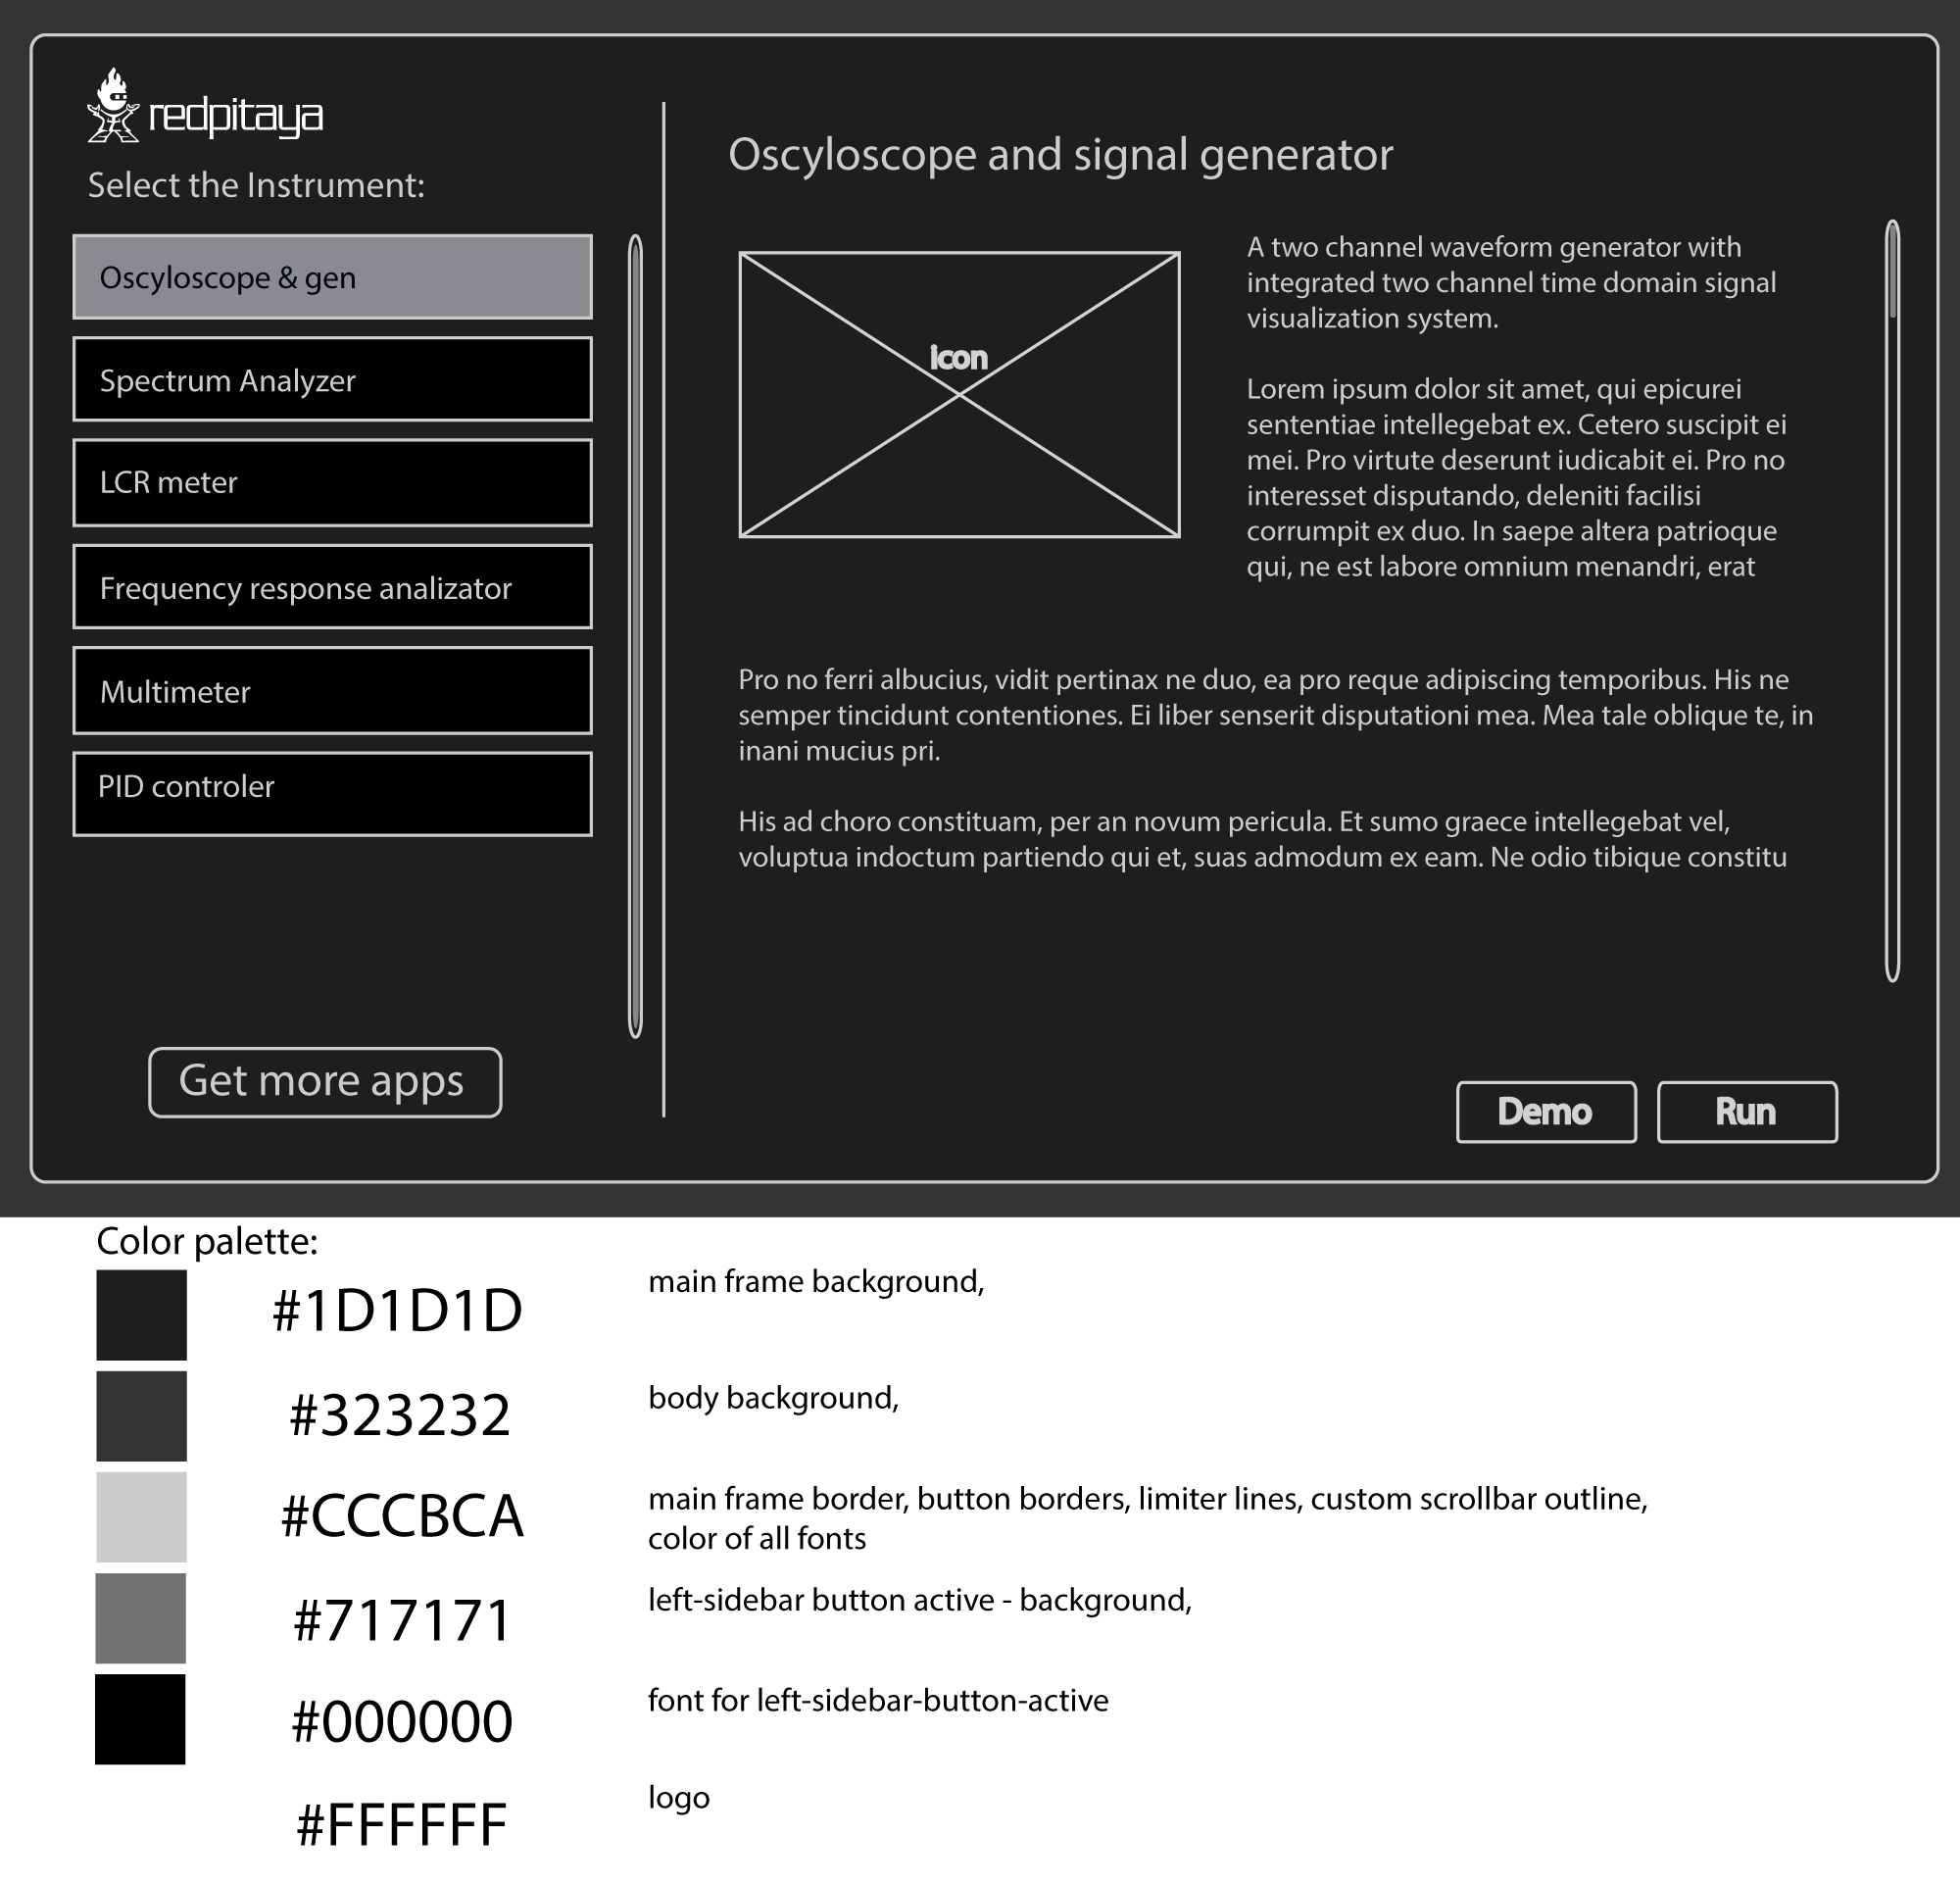 redpitaya
Select the Instrument:
Oscyloscope & gen
Spectrum Analyzer
LCR meter
Frequency response analizator
Multimeter
PID controler
Get more apps
Oscyloscope and signal generator
icon
A two channel waveform generator with
integrated two channel time domain signal
visualization system.
Lorem ipsum dolor sit amet, qui epicurei
sententiae intellegebat ex. Cetero suscipit ei
mei. Pro virtute deserunt iudicabit ei. Pro no
interesset disputando, deleniti facilisi
corrumpit ex duo. In saepe altera patrioque
qui, ne est labore omnium menandri, erat
Pro no ferri albucius, vidit pertinax ne duo, ea pro reque adipiscing temporibus. His ne
semper tincidunt contentiones. Ei liber senserit disputationi mea. Mea tale oblique te, in
inani mucius pri.
His ad choro constituam, per an novum pericula. Et sumo graece intellegebat vel,
voluptua indoctum partiendo qui et, suas admodum ex eam. Ne odio tibique constitu
Demo
Run
Color palette:
#1D1D1D
main frame background,
#323232
body background,
#CCCBCA
main frame border, button borders, limiter lines, custom scrollbar outline,
color of all fonts
#717171
left-sidebar button active - background,
#000000
font for left-sidebar-button-active
#FFFFFF
logo